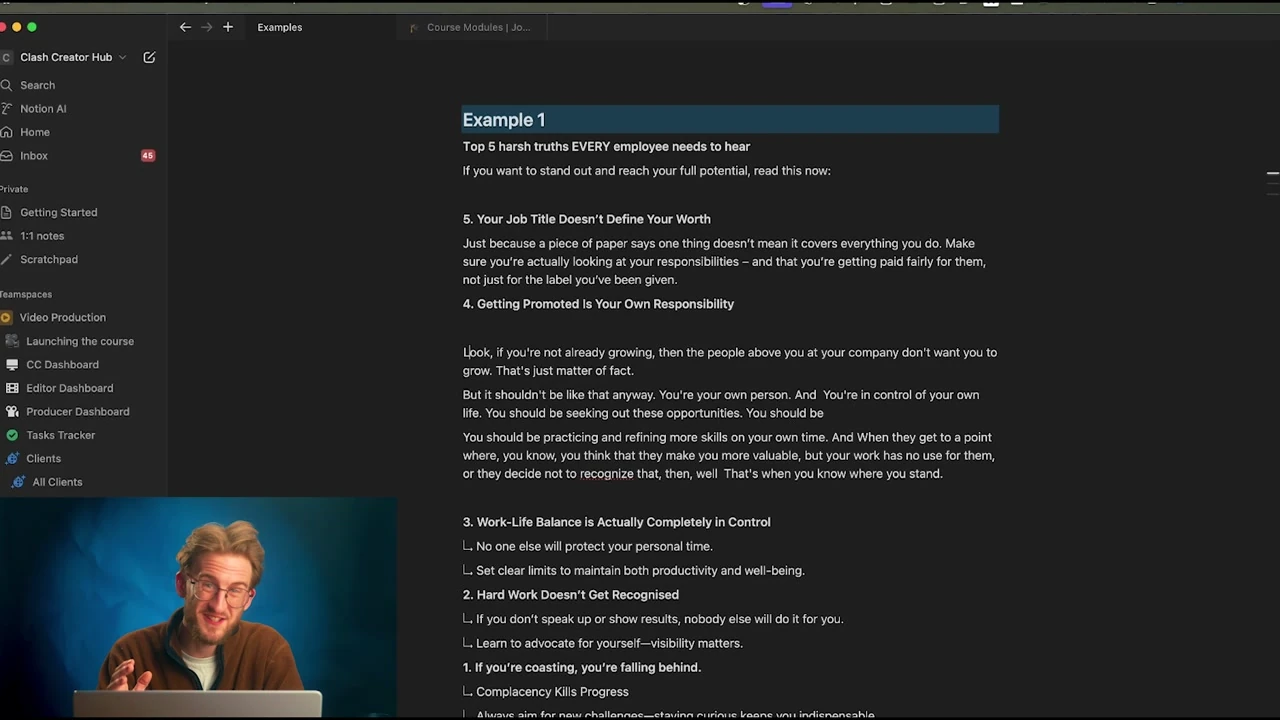 Examples
Course Modules | Jo...
C Clash Creator Hub
Search
Notion AI
Home
Inbox
45
Private
Getting Started
1:1 notes
Scratchpad
Teamspaces
Video Production
Launching the course
CC Dashboard
Editor Dashboard
Producer Dashboard
Tasks Tracker
Clients
All Clients
Example 1
Top 5 harsh truths EVERY employee needs to hear
If you want to stand out and reach your full potential, read this now:
5. Your Job Title Doesn't Define Your Worth
Just because a piece of paper says one thing doesn't mean it covers everything you do. Make
sure you're actually looking at your responsibilities – and that you're getting paid fairly for them,
not just for the label you've been given.
4. Getting Promoted Is Your Own Responsibility
Look, if you're not already growing, then the people above you at your company don't want you to
grow. That's just matter of fact.
But it shouldn't be like that anyway. You're your own person. And  You're in control of your own
life. You should be seeking out these opportunities. You should be
You should be practicing and refining more skills on your own time. And When they get to a point
where, you know, you think that they make you more valuable, but your work has no use for them,
or they decide not to recognize that, then, well  That's when you know where you stand.
3. Work-Life Balance is Actually Completely in Control
No one else will protect your personal time.
Set clear limits to maintain both productivity and well-being.
2. Hard Work Doesn't Get Recognised
If you don't speak up or show results, nobody else will do it for you.
Learn to advocate for yourself—visibility matters.
1. If you're coasting, you're falling behind.
Complacency Kills Progress
Always aim for new challenges—staying curious keeps you indispensable